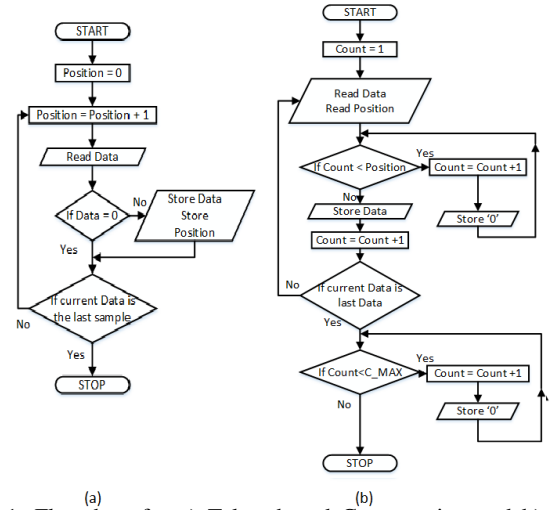 START
Position = 0
Position = Position + 1
Read Data
If Data = 0
No
Store Data
Store
Position
Yes
If current Data is
the last sample
No
Yes
STOP
(a)
START
Count = 1
Read Data
Read Position
If Count < Position
Yes
Count = Count +1
Store ‘0’
No
Store Data
Count = Count +1
If current Data is
last Data
No
Yes
If Count<C_MAX
Yes
Count = Count +1
Store ‘0’
No
STOP
(b)